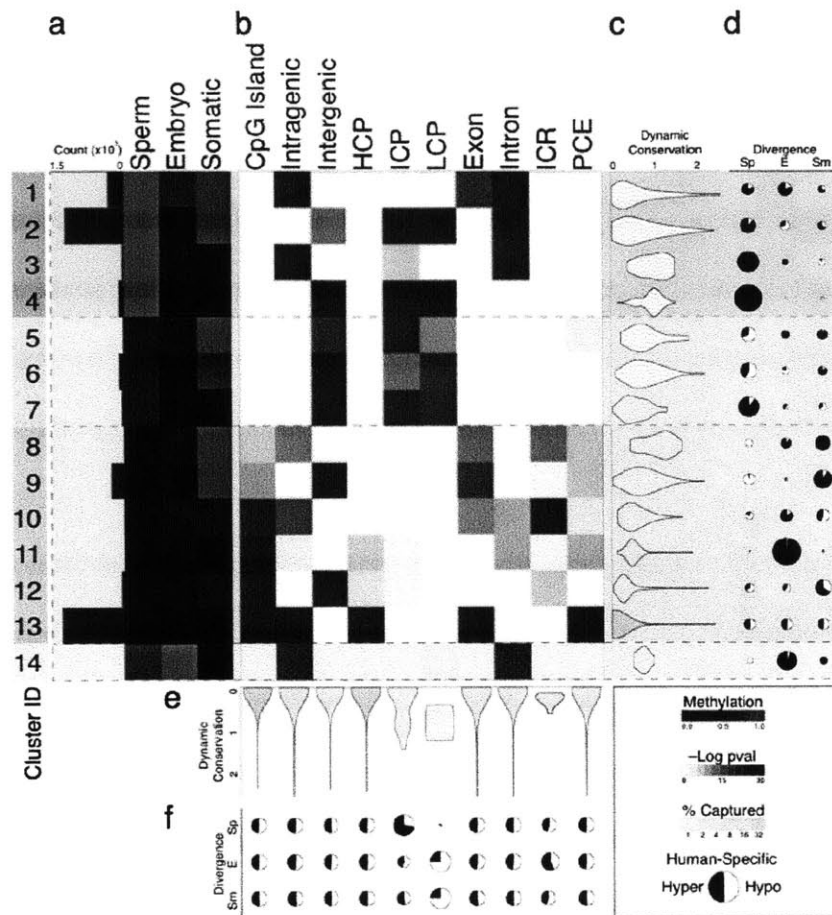 a
b
c
d
Count (x10³)
1.5
0
Sperm
Embryo
Somatic
CpG Island
Intragenic
Intergenic
HCP
ICP
LCP
Exon
Intron
ICR
PCE
Dynamic
Conservation
0 1 2
Divergence
Sp E Sm
1
2
3
4
5
6
7
8
9
10
11
12
13
14
Cluster ID
e
Dynamic
Conservation
0
1
2
f
Divergence
Sp
E
Sm
Methylation
0.0 0.5 1.0
–Log pval
0 15 30
% Captured
1 2 4 8 16 32
Human-Specific
Hyper Hypo